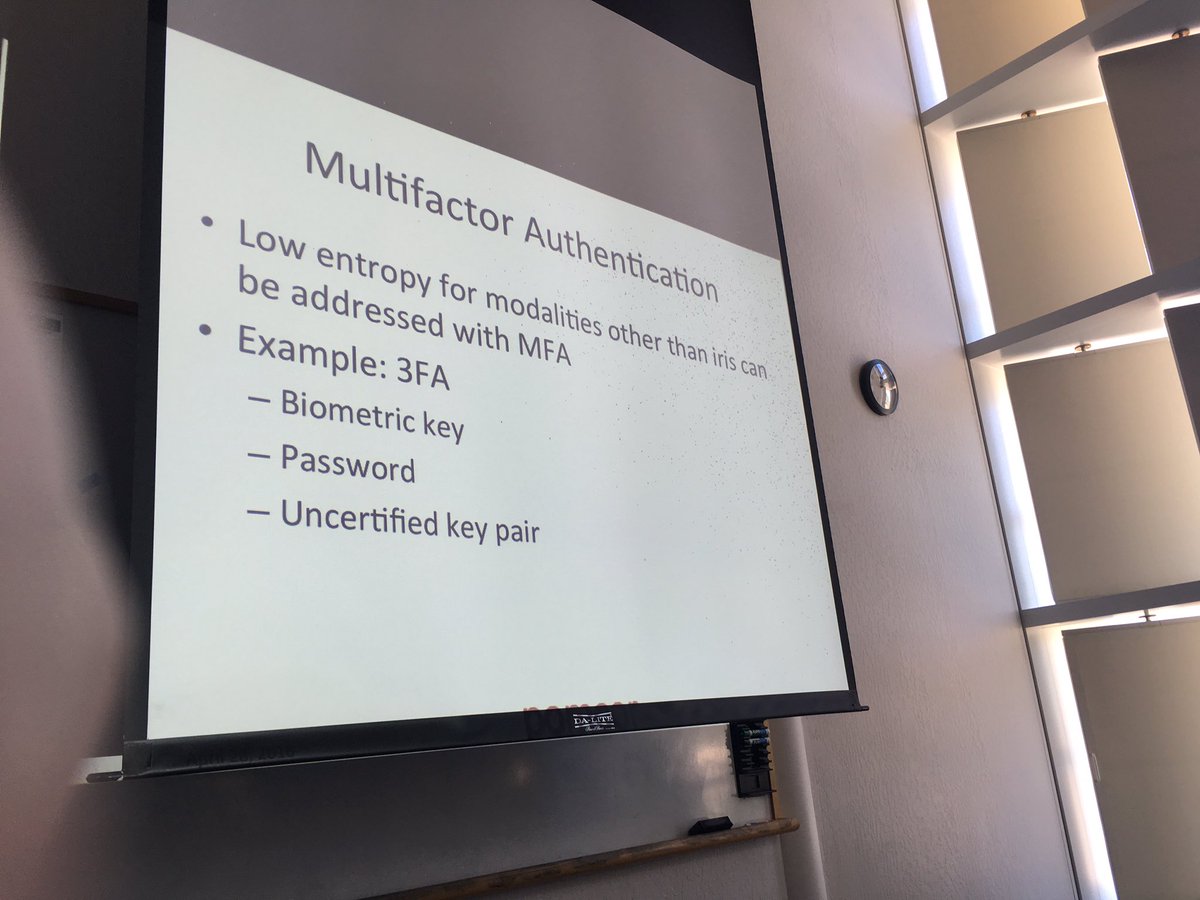 Multifactor Authentication
• Low entropy for modalities other than iris can
be addressed with MFA
• Example: 3FA
– Biometric key
– Password
– Uncertified key pair
DA-LITE